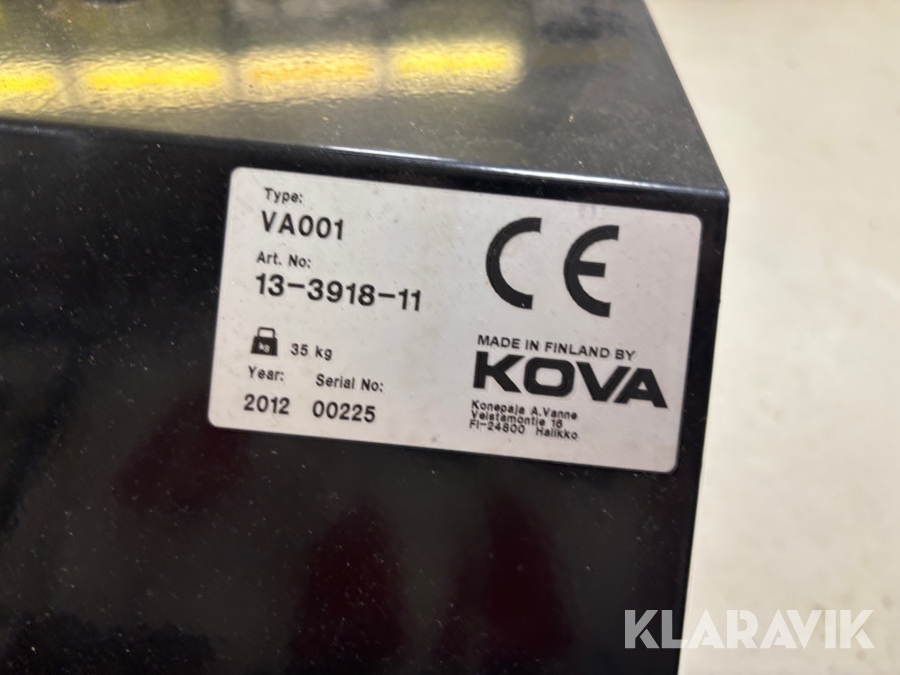 Type:
VA001
Art. No:
13-3918-11
kg 35 kg
Year: Serial No:
2012 00225
CE
MADE IN FINLAND BY
KOVA
Konepaja A.Vanne
Veistämöntie 16
FI-24800 Halikko
KLARAVIK